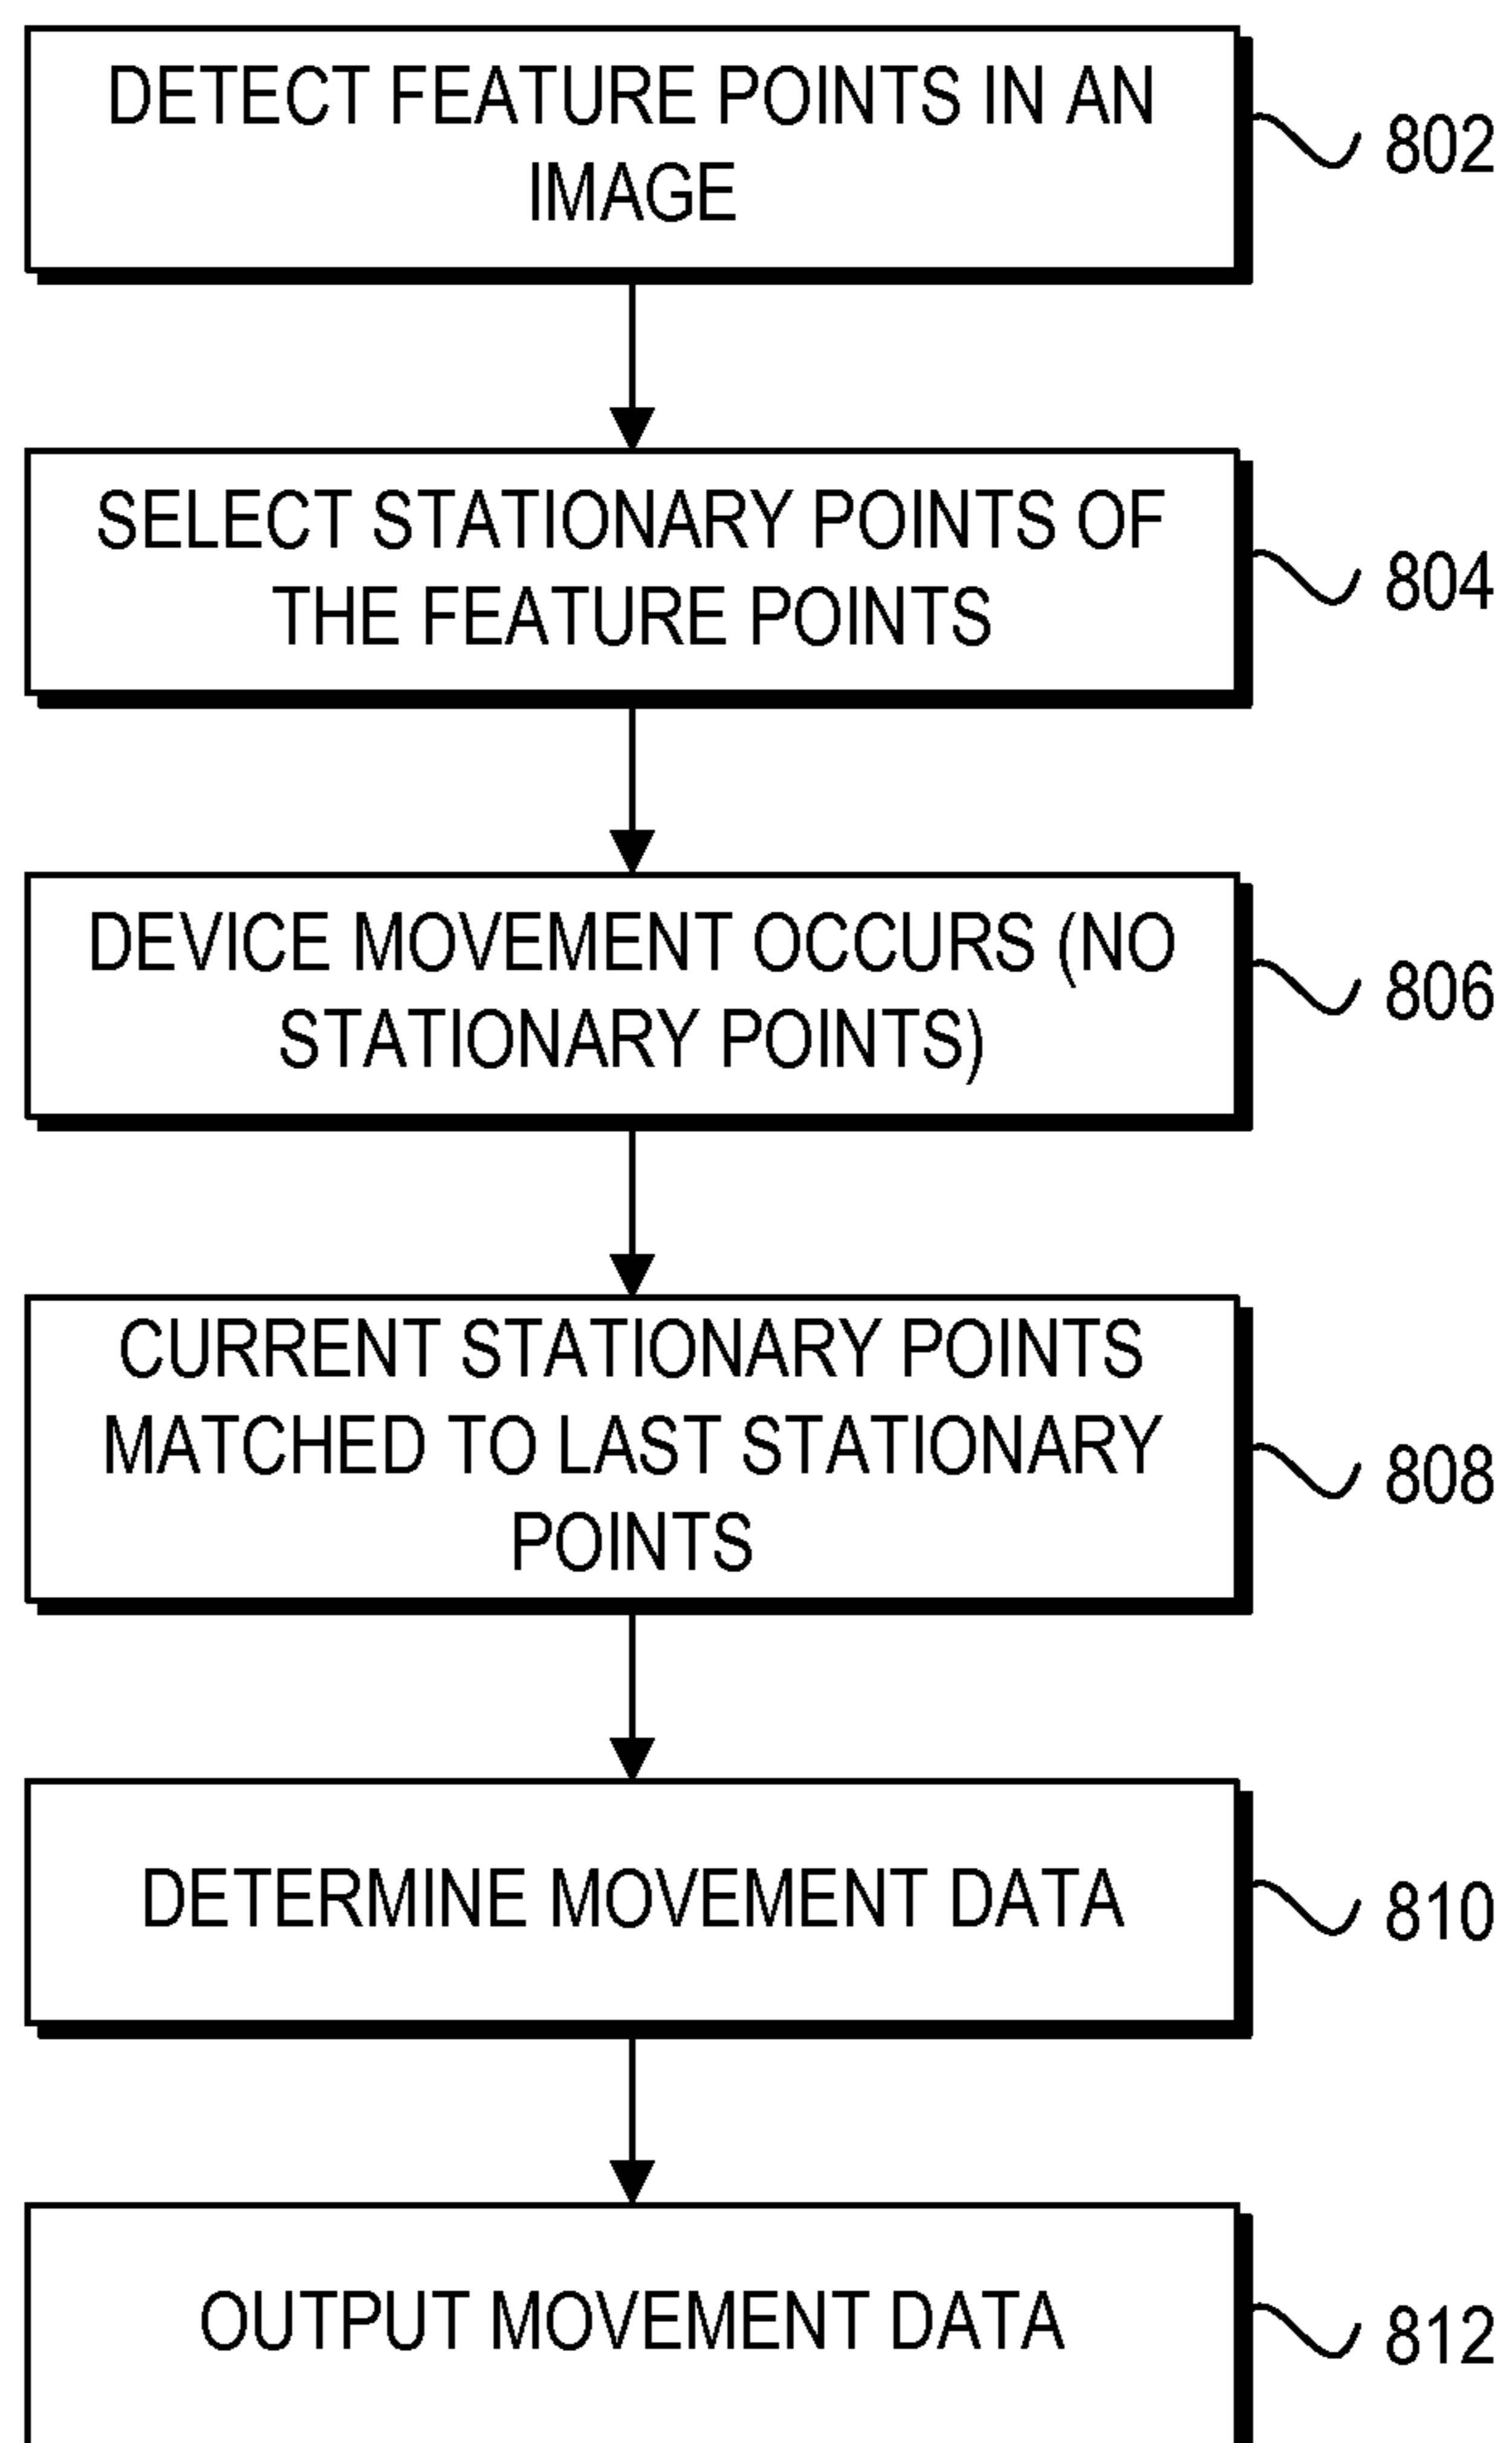 DETECT FEATURE POINTS IN AN
IMAGE
802
SELECT STATIONARY POINTS OF
THE FEATURE POINTS
804
DEVICE MOVEMENT OCCURS (NO
STATIONARY POINTS)
806
CURRENT STATIONARY POINTS
MATCHED TO LAST STATIONARY
POINTS
808
DETERMINE MOVEMENT DATA
810
OUTPUT MOVEMENT DATA
812